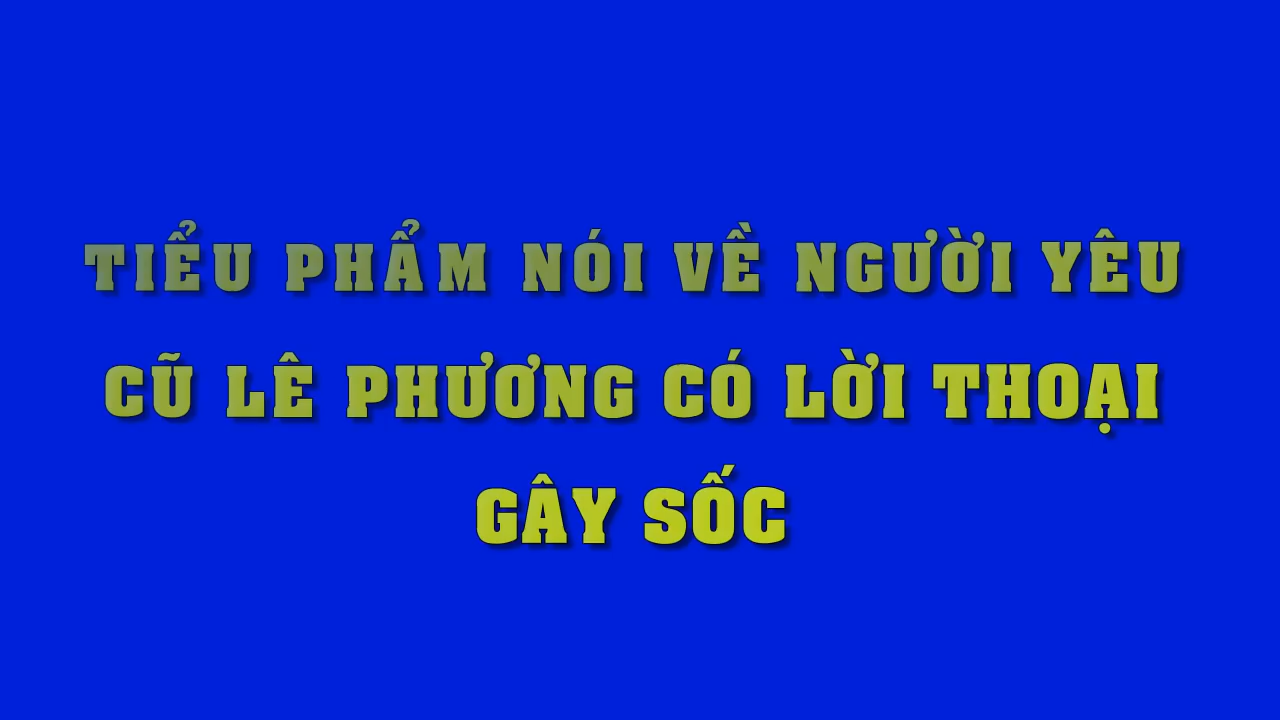 TIỂU PHẨM NÓI VỀ NGƯỜI YÊU
CŨ LÊ PHƯƠNG CÓ LỜI THOẠI
GÂY SỐC